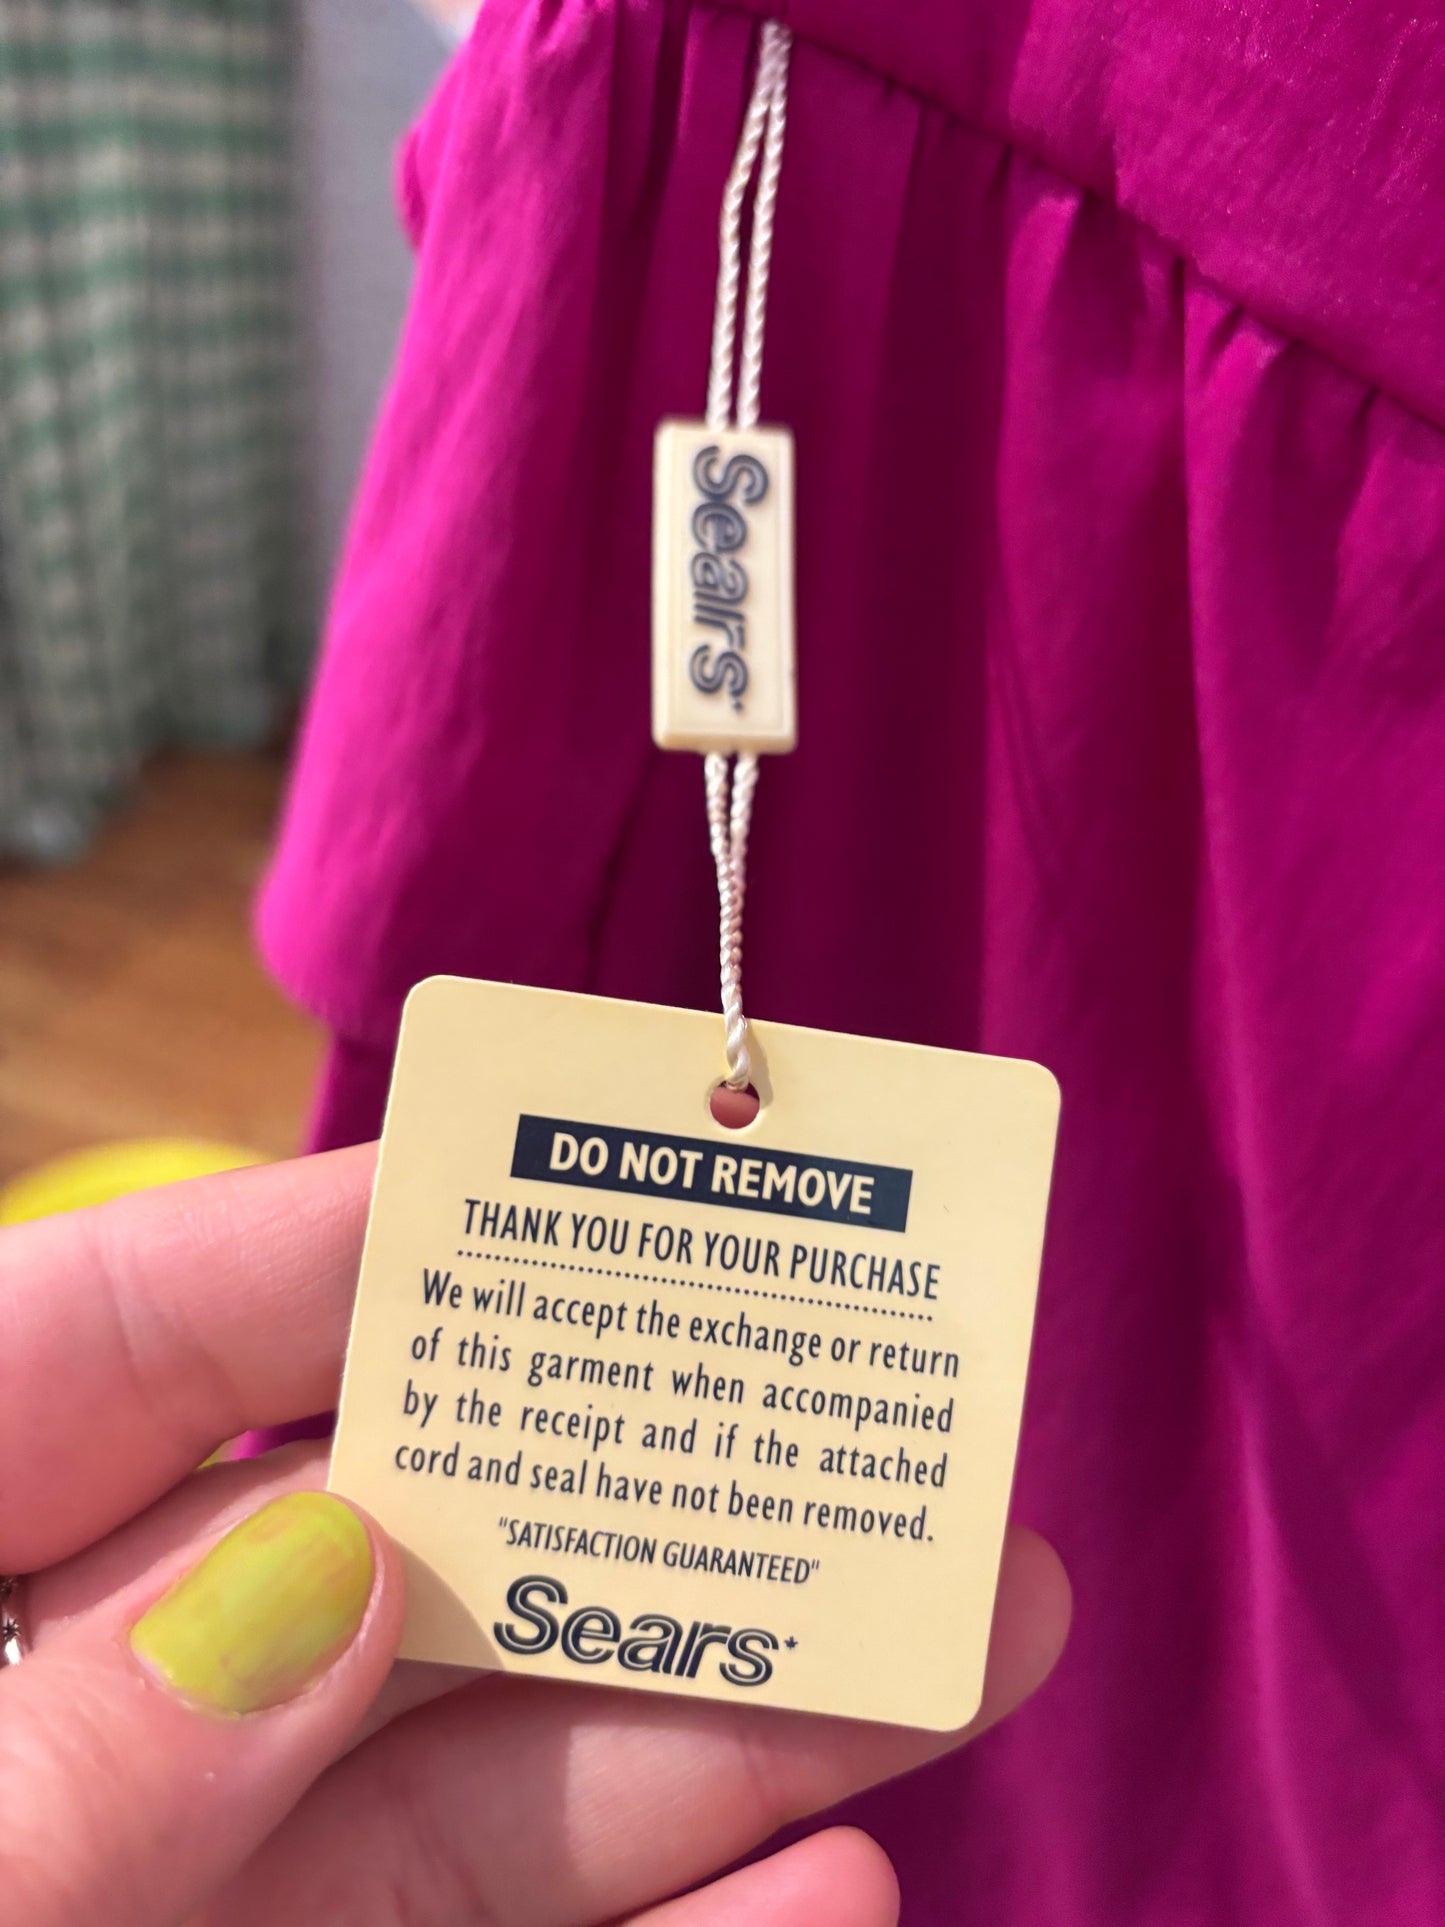 Sears
DO NOT REMOVE
THANK YOU FOR YOUR PURCHASE
We will accept the exchange or return
of this garment when accompanied
by the receipt and if the attached
cord and seal have not been removed.
"SATISFACTION GUARANTEED"
Sears